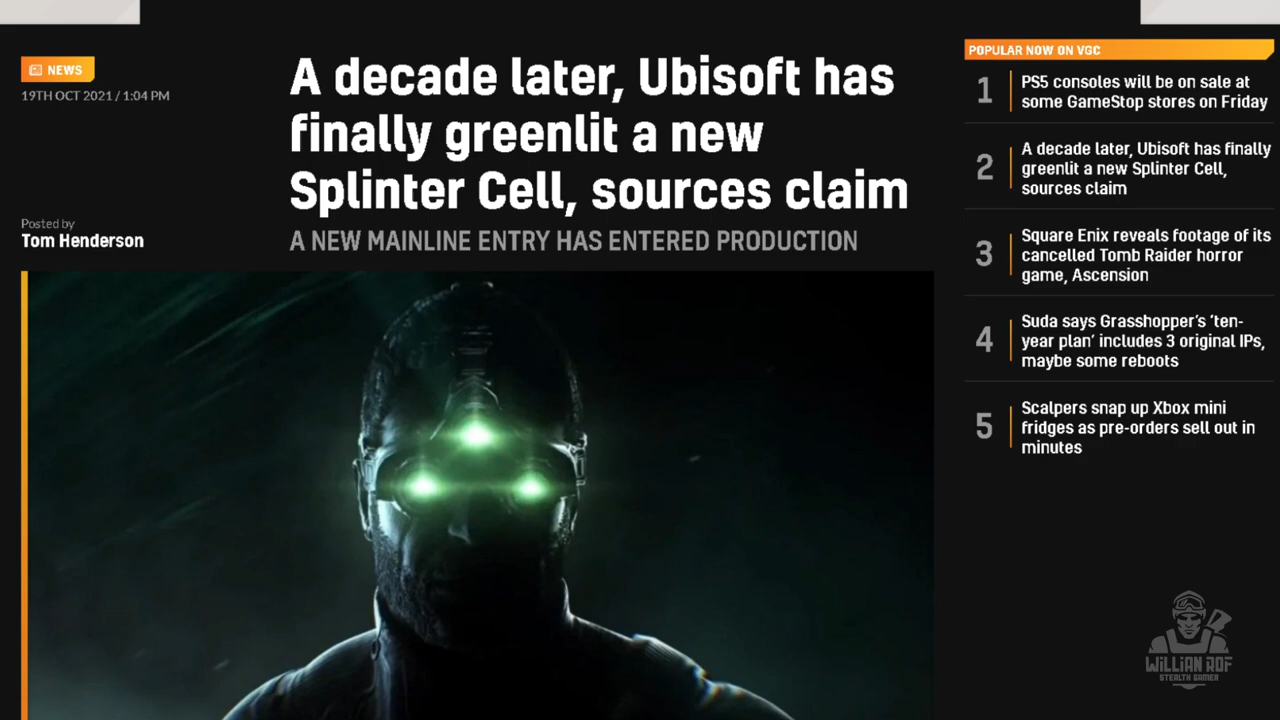 NEWS
19TH OCT 2021 / 1:04 PM
Posted by
Tom Henderson
A decade later, Ubisoft has
finally greenlit a new
Splinter Cell, sources claim
A NEW MAINLINE ENTRY HAS ENTERED PRODUCTION
POPULAR NOW ON VGC
1
PS5 consoles will be on sale at
some GameStop stores on Friday
2
A decade later, Ubisoft has finally
greenlit a new Splinter Cell,
sources claim
3
Square Enix reveals footage of its
cancelled Tomb Raider horror
game, Ascension
4
Suda says Grasshopper's 'ten-
year plan' includes 3 original IPs,
maybe some reboots
5
Scalpers snap up Xbox mini
fridges as pre-orders sell out in
minutes
WILLIAN ROF
STEALTH GAMER